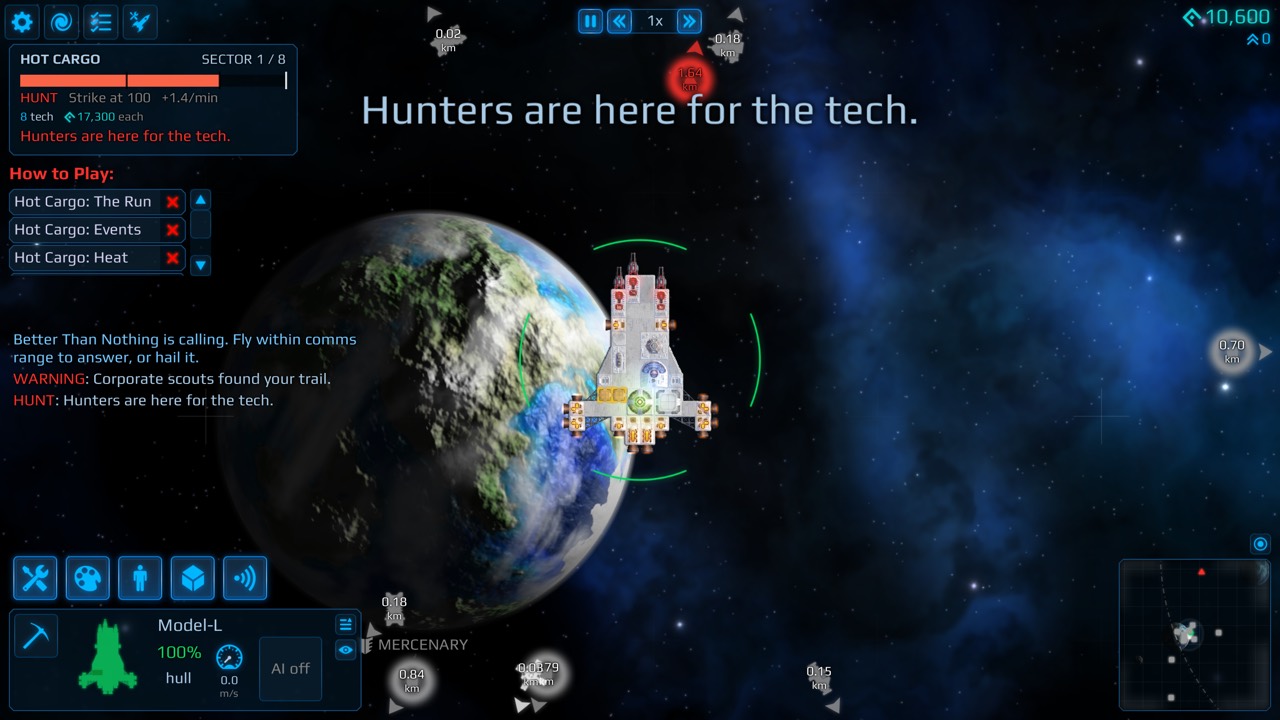 0.02
km
1x
0.18
km
10,600
0
HOT CARGO
SECTOR 1 / 8
HUNT Strike at 100 +1.4/min
8 tech 17,300 each
Hunters are here for the tech.
1.64
km
Hunters are here for the tech.
How to Play:
Hot Cargo: The Run
Hot Cargo: Events
Hot Cargo: Heat
Better Than Nothing is calling. Fly within comms
range to answer, or hail it.
WARNING: Corporate scouts found your trail.
HUNT: Hunters are here for the tech.
0.70
km
0.18
km
MERCENARY
Model-L
100%
hull
0.0
m/s
AI off
0.84
km
0.15
km